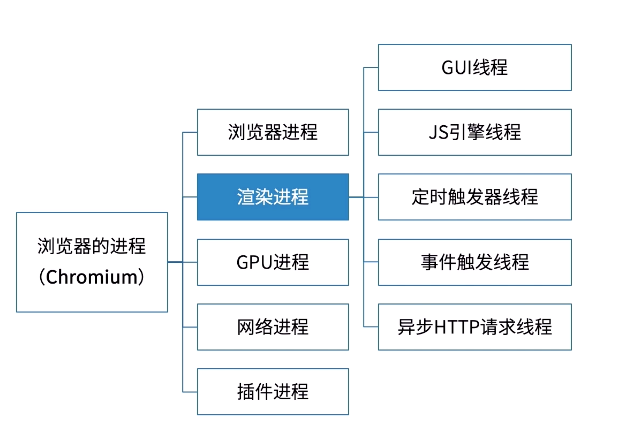 浏览器的进程
（Chromium）
浏览器进程
渲染进程
GPU进程
网络进程
插件进程
GUI线程
JS引擎线程
定时触发器线程
事件触发线程
异步HTTP请求线程